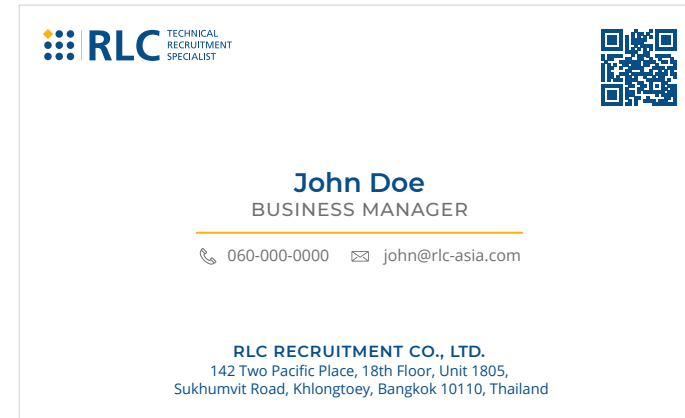 RLC
TECHNICAL
RECRUITMENT
SPECIALIST
John Doe
BUSINESS MANAGER
060-000-0000 john@rlc-asia.com
RLC RECRUITMENT CO., LTD.
142 Two Pacific Place, 18th Floor, Unit 1805,
Sukhumvit Road, Khlongtoey, Bangkok 10110, Thailand